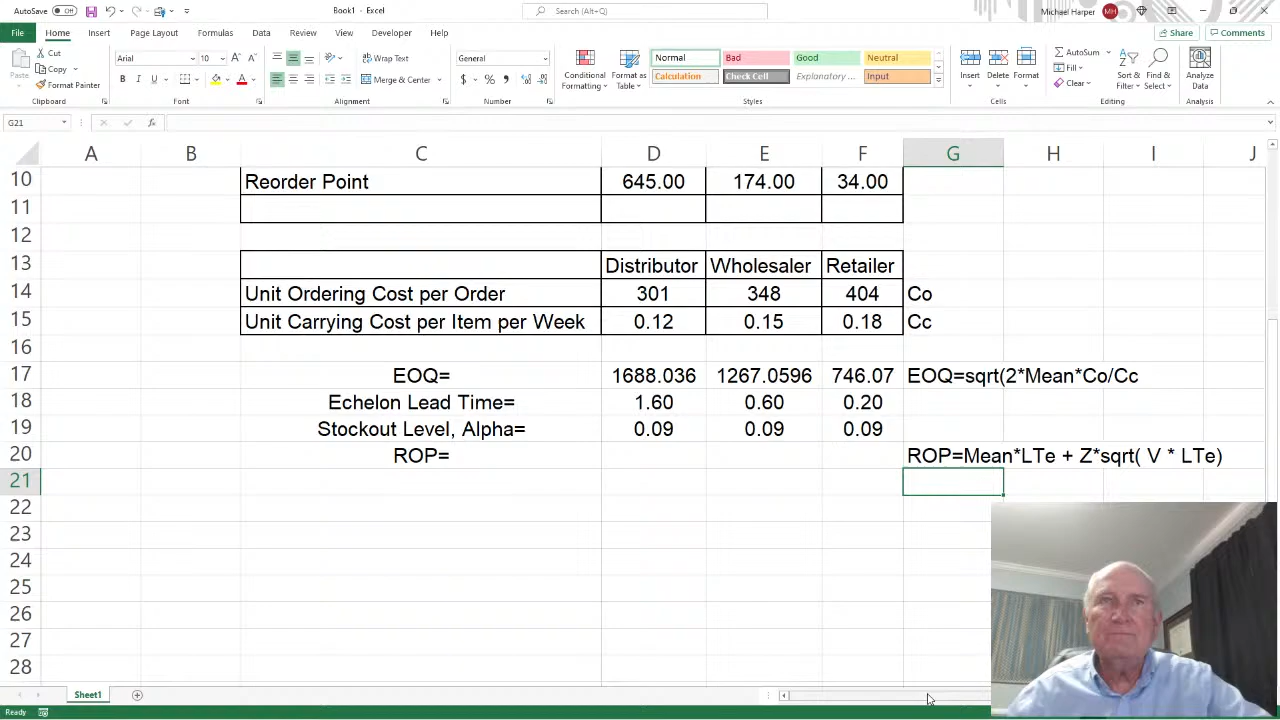 AutoSave Off
Book1 - Excel
Search (Alt+Q)
Michael Harper MH
File Home Insert Page Layout Formulas Data Review View Developer Help Share Comments
Paste
Cut
Copy
Format Painter
Clipboard
Arial 10
B I U
Font
Wrap Text
Merge & Center
Alignment
General
$ % ,
Number
Conditional Formatting
Format as Table
Normal Bad Good Neutral
Calculation Check Cell Explanatory ... Input
Styles
Insert Delete Format
Cells
AutoSum
Fill
Clear
Sort & Filter
Find & Select
Editing
Analyze Data
Analysis
G21
A B C D E F G H I J
10 Reorder Point 645.00 174.00 34.00
11
12
13 Distributor Wholesaler Retailer
14 Unit Ordering Cost per Order 301 348 404 Co
15 Unit Carrying Cost per Item per Week 0.12 0.15 0.18 Cc
16
17 EOQ= 1688.036 1267.0596 746.07 EOQ=sqrt(2*Mean*Co/Cc
18 Echelon Lead Time= 1.60 0.60 0.20
19 Stockout Level, Alpha= 0.09 0.09 0.09
20 ROP= ROP=Mean*LTe + Z*sqrt( V * LTe)
21
22
23
24
25
26
27
28
Sheet1
Ready